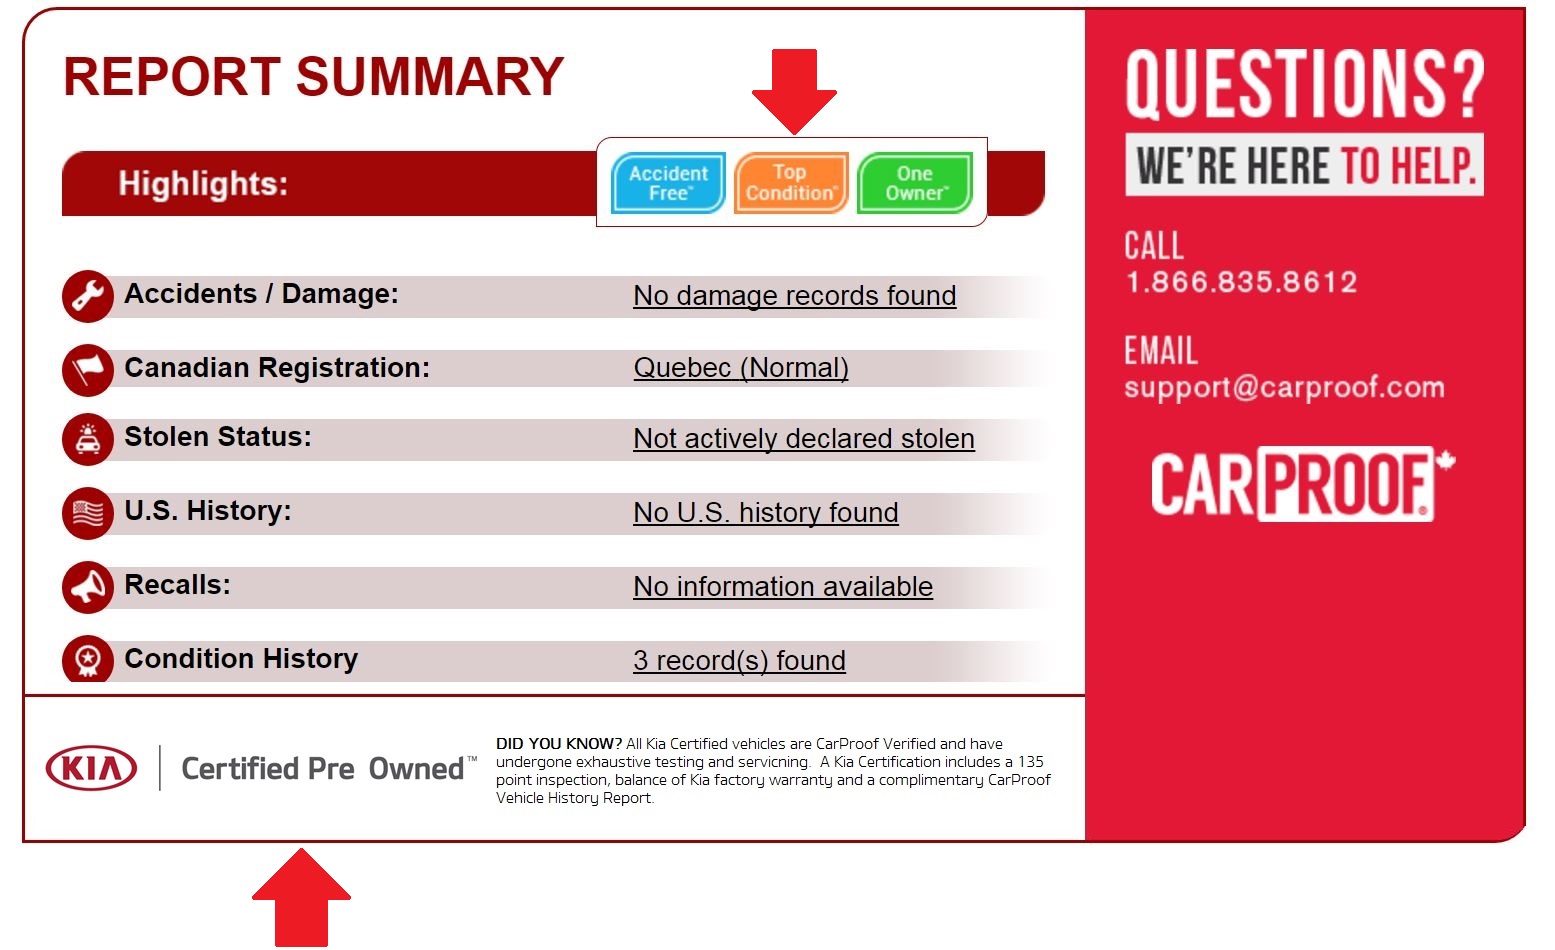 REPORT SUMMARY
Highlights:
Accident
Free™
Top
Condition™
One
Owner™
Accidents / Damage: No damage records found
Canadian Registration: Quebec (Normal)
Stolen Status: Not actively declared stolen
U.S. History: No U.S. history found
Recalls: No information available
Condition History 3 record(s) found
KIA Certified Pre Owned™
DID YOU KNOW? All Kia Certified vehicles are CarProof Verified and have
undergone exhaustive testing and servicning. A Kia Certification includes a 135
point inspection, balance of Kia factory warranty and a complimentary CarProof
Vehicle History Report.
QUESTIONS?
WE'RE HERE TO HELP.
CALL
1.866.835.8612
EMAIL
support@carproof.com
CARPROOF®